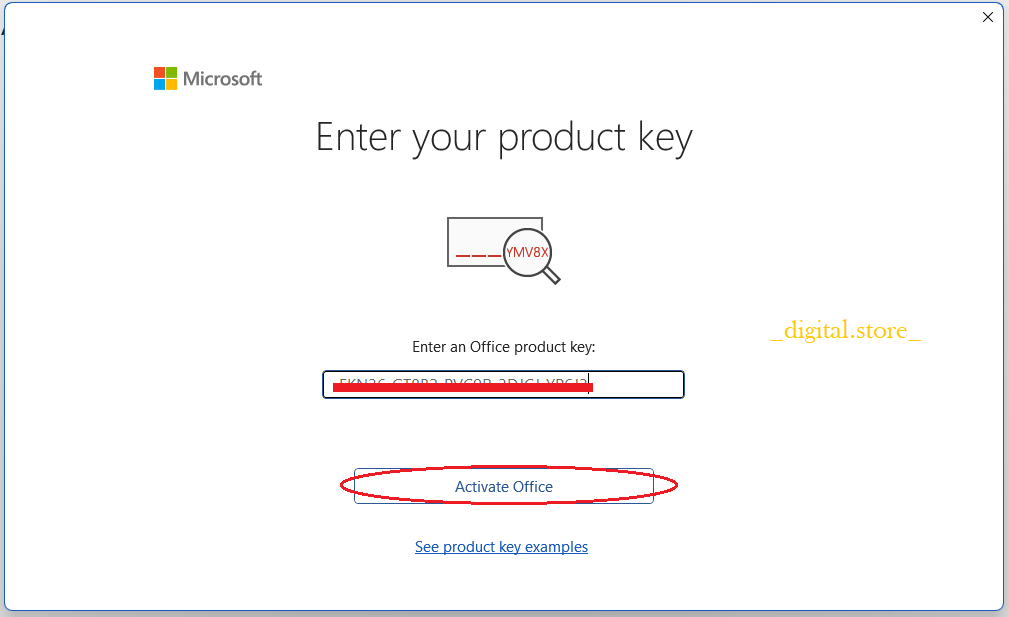 Microsoft
Enter your product key
YMV8X
_digital.store_
Enter an Office product key:
Activate Office
See product key examples